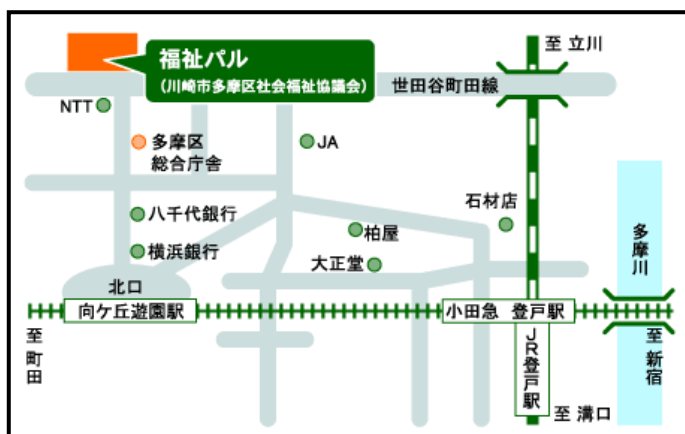 至 立川
福祉パル
(川崎市多摩区社会福祉協議会)
世田谷町田線
NTT
多摩区
総合庁舎
JA
八千代銀行
石材店
柏屋
横浜銀行
大正堂
多摩川
北口
向ケ丘遊園駅
小田急 登戸駅
至町田
JR登戸駅
至新宿
至 溝口